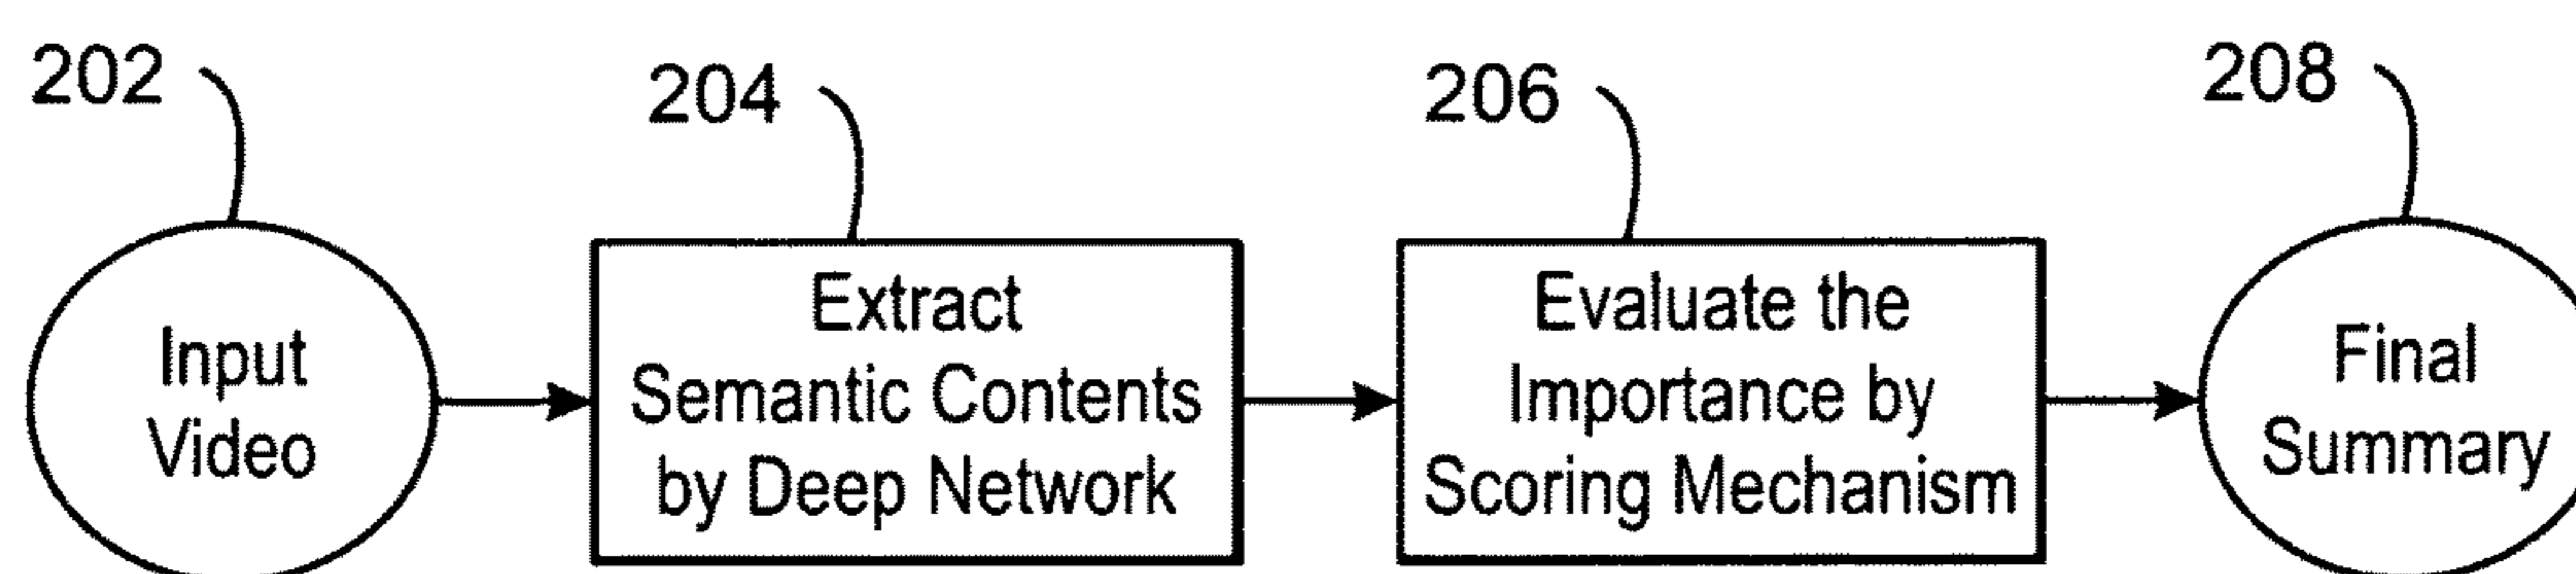 202
204
206
208
Input
Video
Extract
Semantic Contents
by Deep Network
Evaluate the
Importance by
Scoring Mechanism
Final
Summary